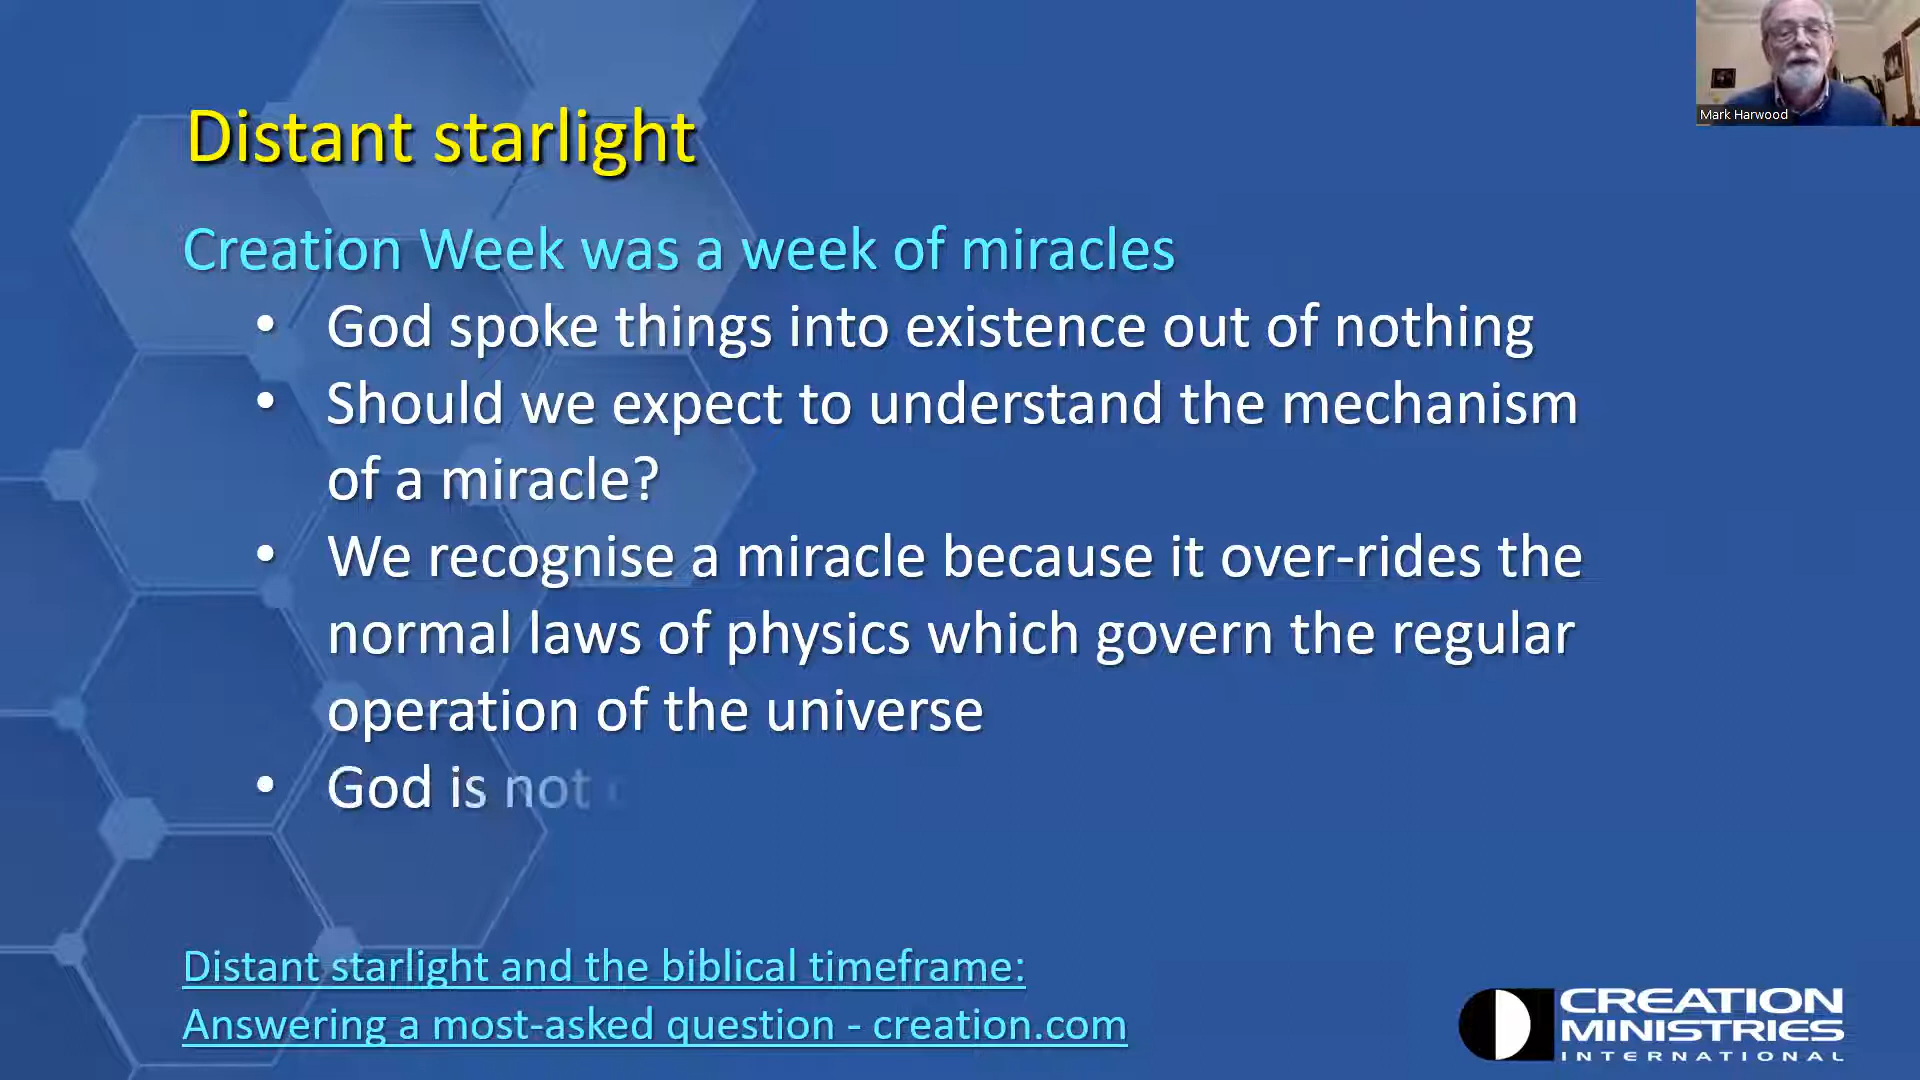 Mark Harwood
Distant starlight
Creation Week was a week of miracles
• God spoke things into existence out of nothing
• Should we expect to understand the mechanism
of a miracle?
• We recognise a miracle because it over-rides the
normal laws of physics which govern the regular
operation of the universe
• God is not
Distant starlight and the biblical timeframe:
Answering a most-asked question - creation.com
CREATION
MINISTRIES
INTERNATIONAL